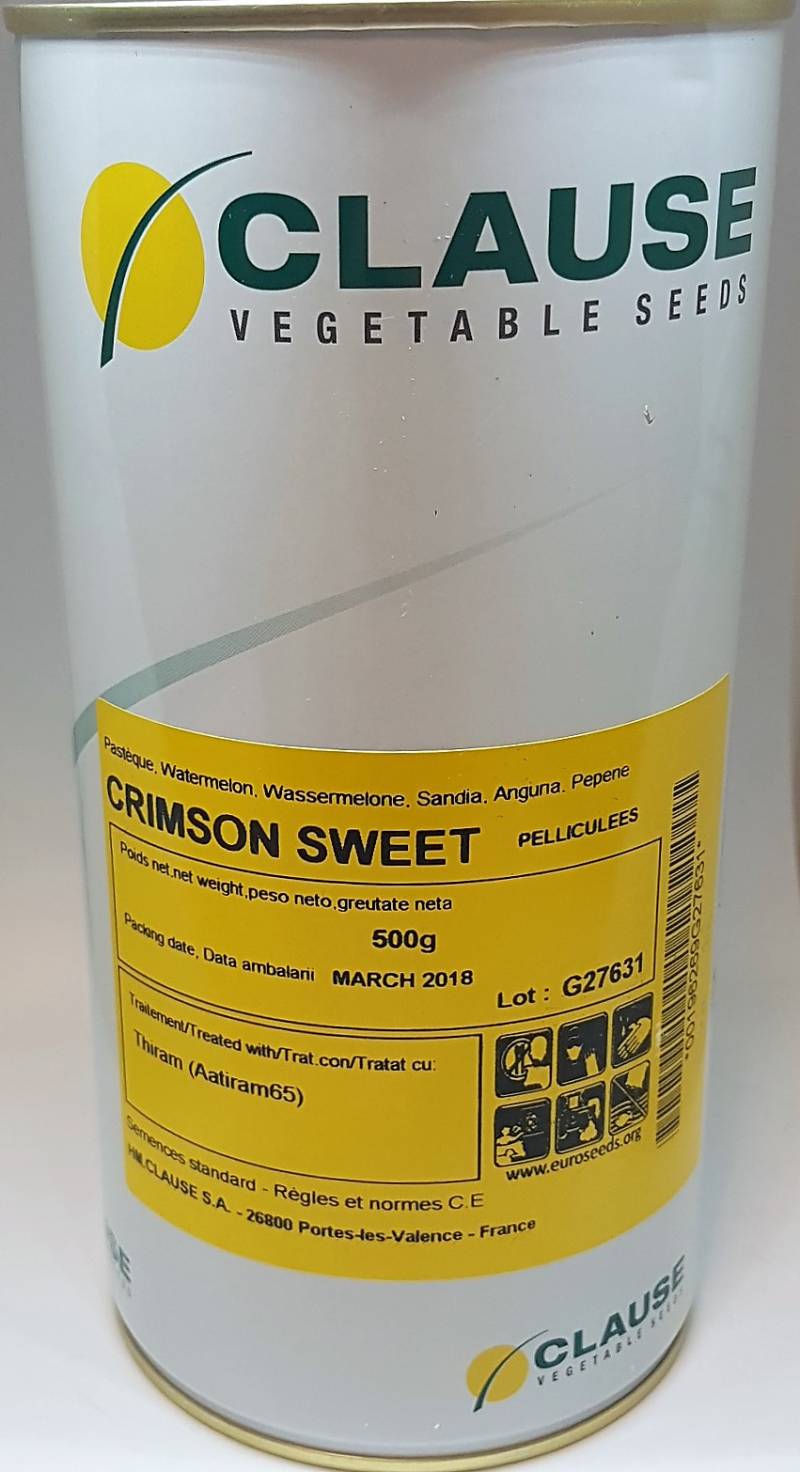 CLAUSE
VEGETABLE SEEDS
Pastèque, Watermelon, Wassermelone, Sandia, Anguria. Pepene
CRIMSON SWEET PELLICULEES
Poids net,net weight,peso neto,greutate neta
500g
Packing date, Data ambalarii MARCH 2018
Lot : G27631
Traitement/Treated with/Trat.con/Tratat cu:
Thiram (Aatiram65)
www.euroseeds.org
Semences standard - Règles et normes C.E
HM.CLAUSE S.A. - 26800 Portes-les-Valence - France
CLAUSE
VEGETABLE SEEDS